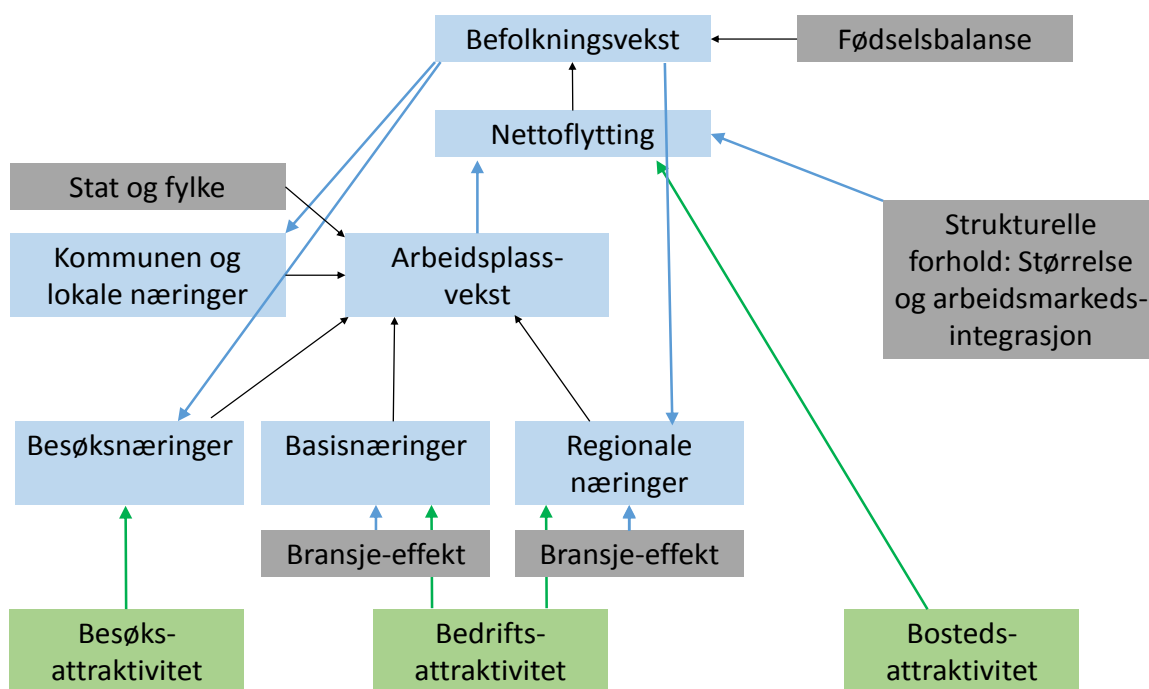 Befolkningsvekst
Fødselsbalanse
Nettoflytting
Stat og fylke
Kommunen og
lokale næringer
Arbeidsplass-
vekst
Strukturelle
forhold: Størrelse
og arbeidsmarkeds-
integrasjon
Besøksnæringer
Basisnæringer
Regionale
næringer
Bransje-effekt
Bransje-effekt
Besøks-
attraktivitet
Bedrifts-
attraktivitet
Bosteds-
attraktivitet